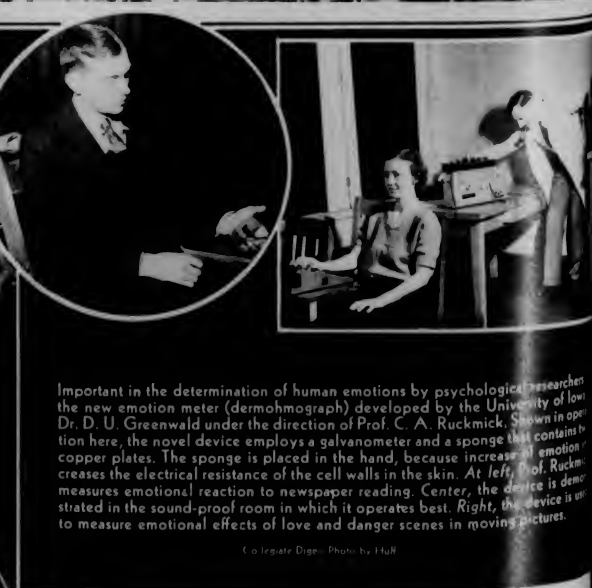 Important in the determination of human emotions by psychological researchers
the new emotion meter (dermohmograph) developed by the University of Iowa
Dr. D. U. Greenwald under the direction of Prof. C. A. Ruckmick. Shown in opera
tion here, the novel device employs a galvanometer and a sponge that contains
copper plates. The sponge is placed in the hand, because increase of emotion
creases the electrical resistance of the cell walls in the skin. At left, Prof. Ruckmi
measures emotional reaction to newspaper reading. Center, the device is demo
strated in the sound-proof room in which it operates best. Right, the device is us
to measure emotional effects of love and danger scenes in moving pictures.
Collegiate Digest Photo by Huff